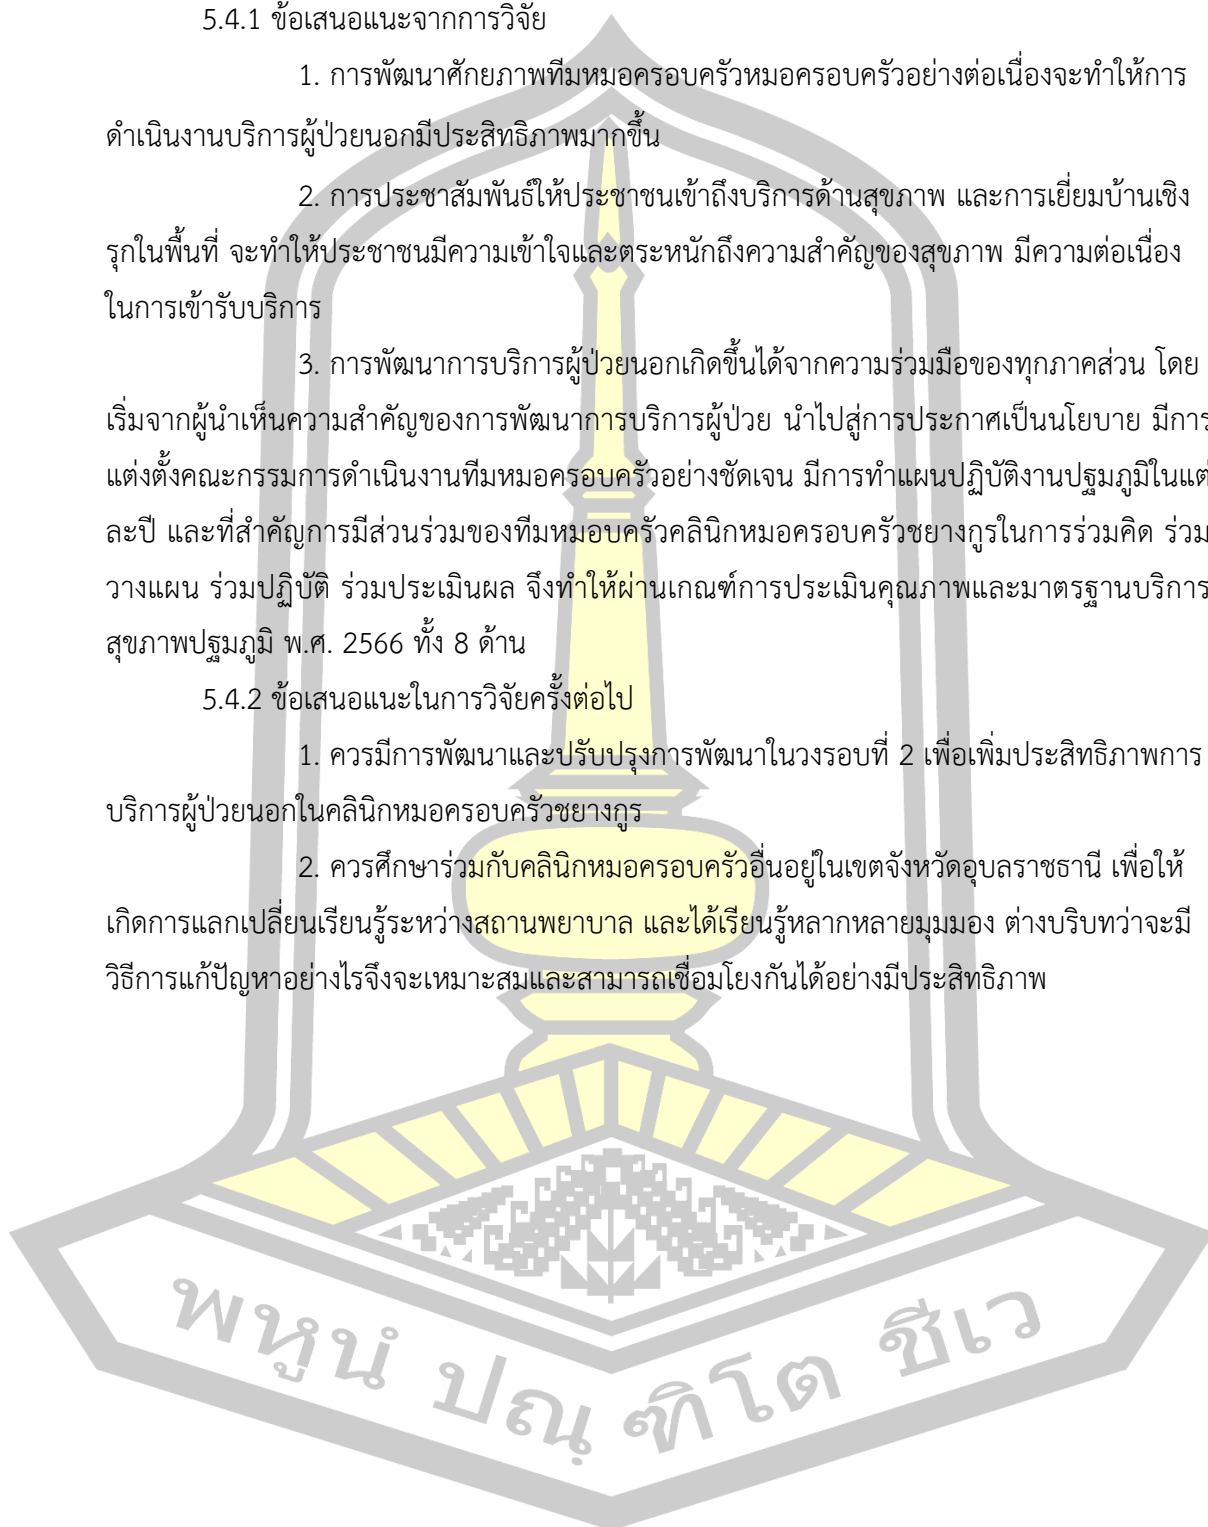 5.4.1 ข้อเสนอแนะจากการวิจัย
1. การพัฒนาศักยภาพทีมหมอครอบครัวหมอครอบครัวอย่างต่อเนื่องจะทำให้การ
ดำเนินงานบริการผู้ป่วยนอกมีประสิทธิภาพมากขึ้น
2. การประชาสัมพันธ์ให้ประชาชนเข้าถึงบริการด้านสุขภาพ และการเยี่ยมบ้านเชิง
รุกในพื้นที่ จะทำให้ประชาชนมีความเข้าใจและตระหนักถึงความสำคัญของสุขภาพ มีความต่อเนื่อง
ในการเข้ารับบริการ
3. การพัฒนาการบริการผู้ป่วยนอกเกิดขึ้นได้จากความร่วมมือของทุกภาคส่วน โดย
เริ่มจากผู้นำเห็นความสำคัญของการพัฒนาการบริการผู้ป่วย นำไปสู่การประกาศเป็นนโยบาย มีการ
แต่งตั้งคณะกรรมการดำเนินงานทีมหมอครอบครัวอย่างชัดเจน มีการทำแผนปฏิบัติงานปฐมภูมิในแต่
ละปี และที่สำคัญการมีส่วนร่วมของทีมหมอบครัวคลินิกหมอครอบครัวชยางกูรในการร่วมคิด ร่วม
วางแผน ร่วมปฏิบัติ ร่วมประเมินผล จึงทำให้ผ่านเกณฑ์การประเมินคุณภาพและมาตรฐานบริการ
สุขภาพปฐมภูมิ พ.ศ. 2566 ทั้ง 8 ด้าน
5.4.2 ข้อเสนอแนะในการวิจัยครั้งต่อไป
1. ควรมีการพัฒนาและปรับปรุงการพัฒนาในวงรอบที่ 2 เพื่อเพิ่มประสิทธิภาพการ
บริการผู้ป่วยนอกในคลินิกหมอครอบครัวชยางกูร
2. ควรศึกษาร่วมกับคลินิกหมอครอบครัวอื่นอยู่ในเขตจังหวัดอุบลราชธานี เพื่อให้
เกิดการแลกเปลี่ยนเรียนรู้ระหว่างสถานพยาบาล และได้เรียนรู้หลากหลายมุมมอง ต่างบริบทว่าจะมี
วิธีการแก้ปัญหาอย่างไรจึงจะเหมาะสมและสามารถเชื่อมโยงกันได้อย่างมีประสิทธิภาพ
พหูนํ ปณฺ ฑิโต ชีเว